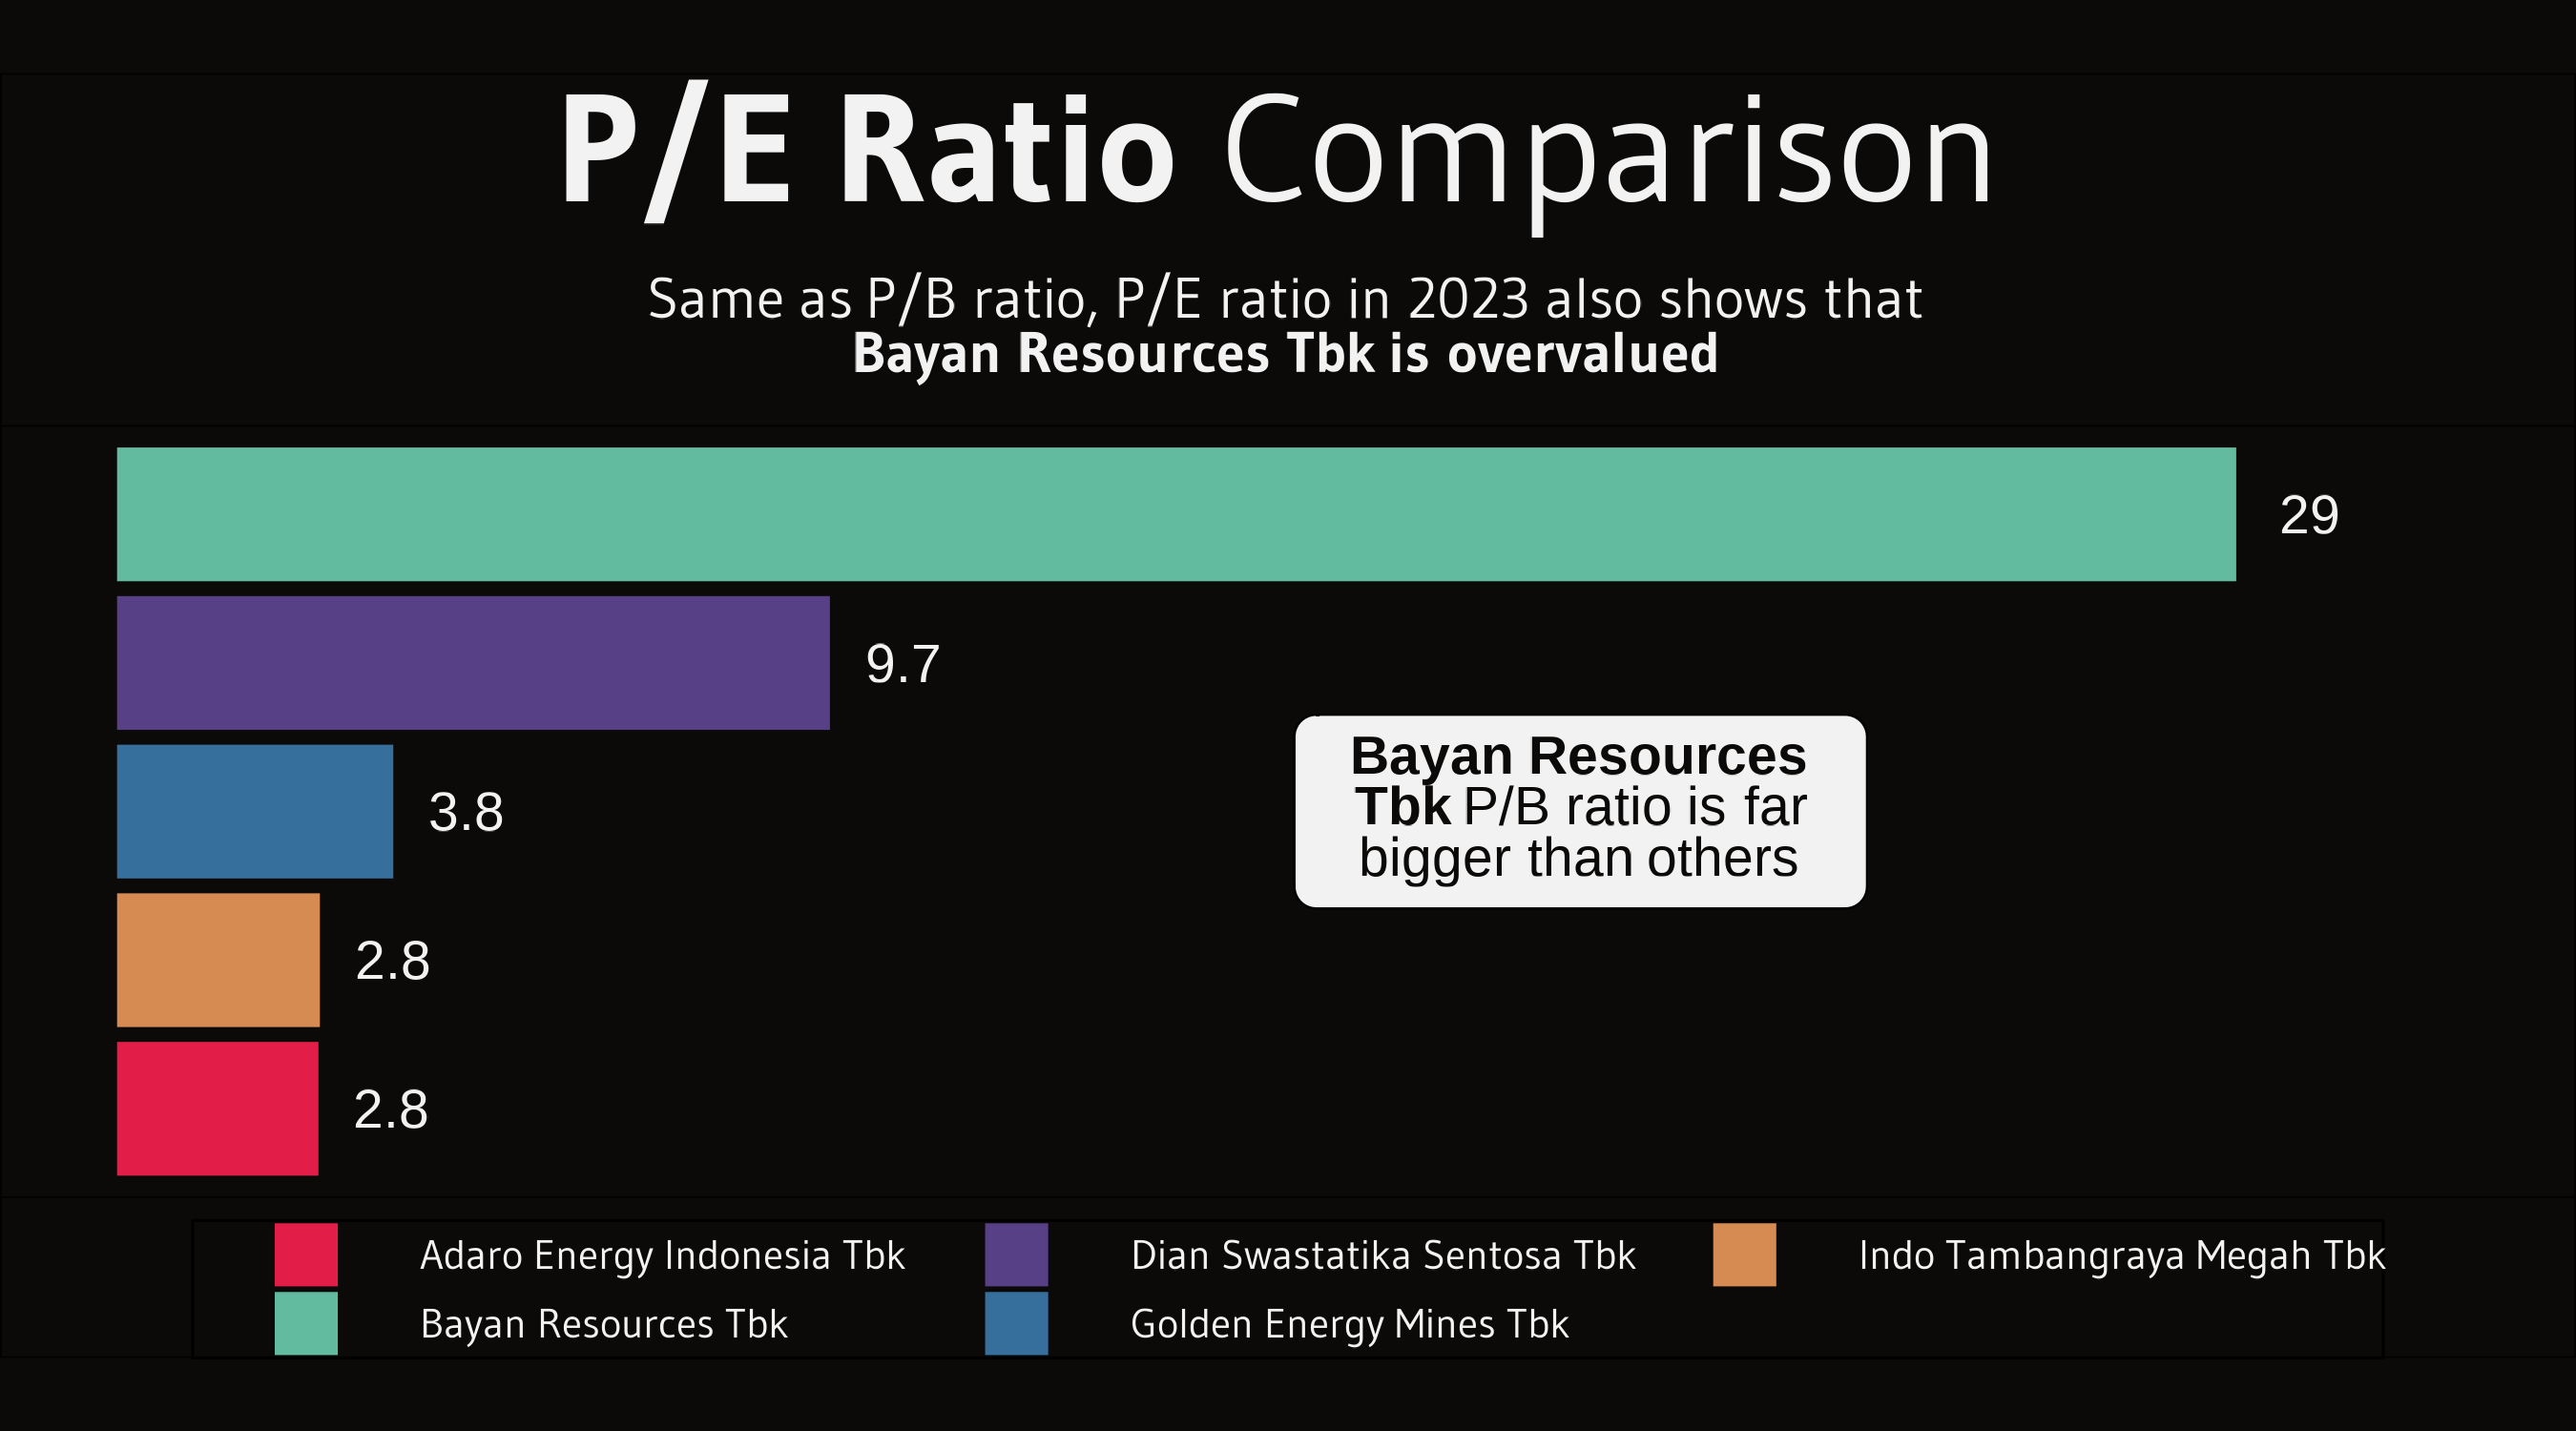 P/E Ratio Comparison
Same as P/B ratio, P/E ratio in 2023 also shows that
Bayan Resources Tbk is overvalued
29
9.7
3.8
2.8
2.8
Bayan Resources
Tbk P/B ratio is far
bigger than others
Adaro Energy Indonesia Tbk
Dian Swastatika Sentosa Tbk
Indo Tambangraya Megah Tbk
Bayan Resources Tbk
Golden Energy Mines Tbk